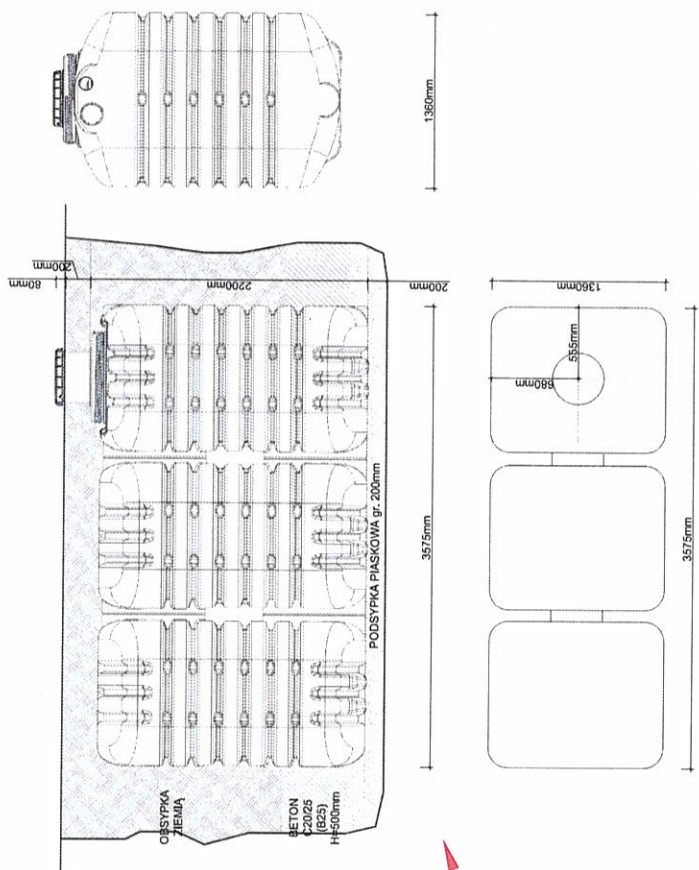 1360mm
80mm
200mm
2200mm
200mm
OBSYPKA
ZIEMIĄ
BETON
C20/25
(B25)
H=500mm
PODSYPKA PIASKOWA gr. 200mm
3575mm
1360mm
680mm
555mm
3575mm